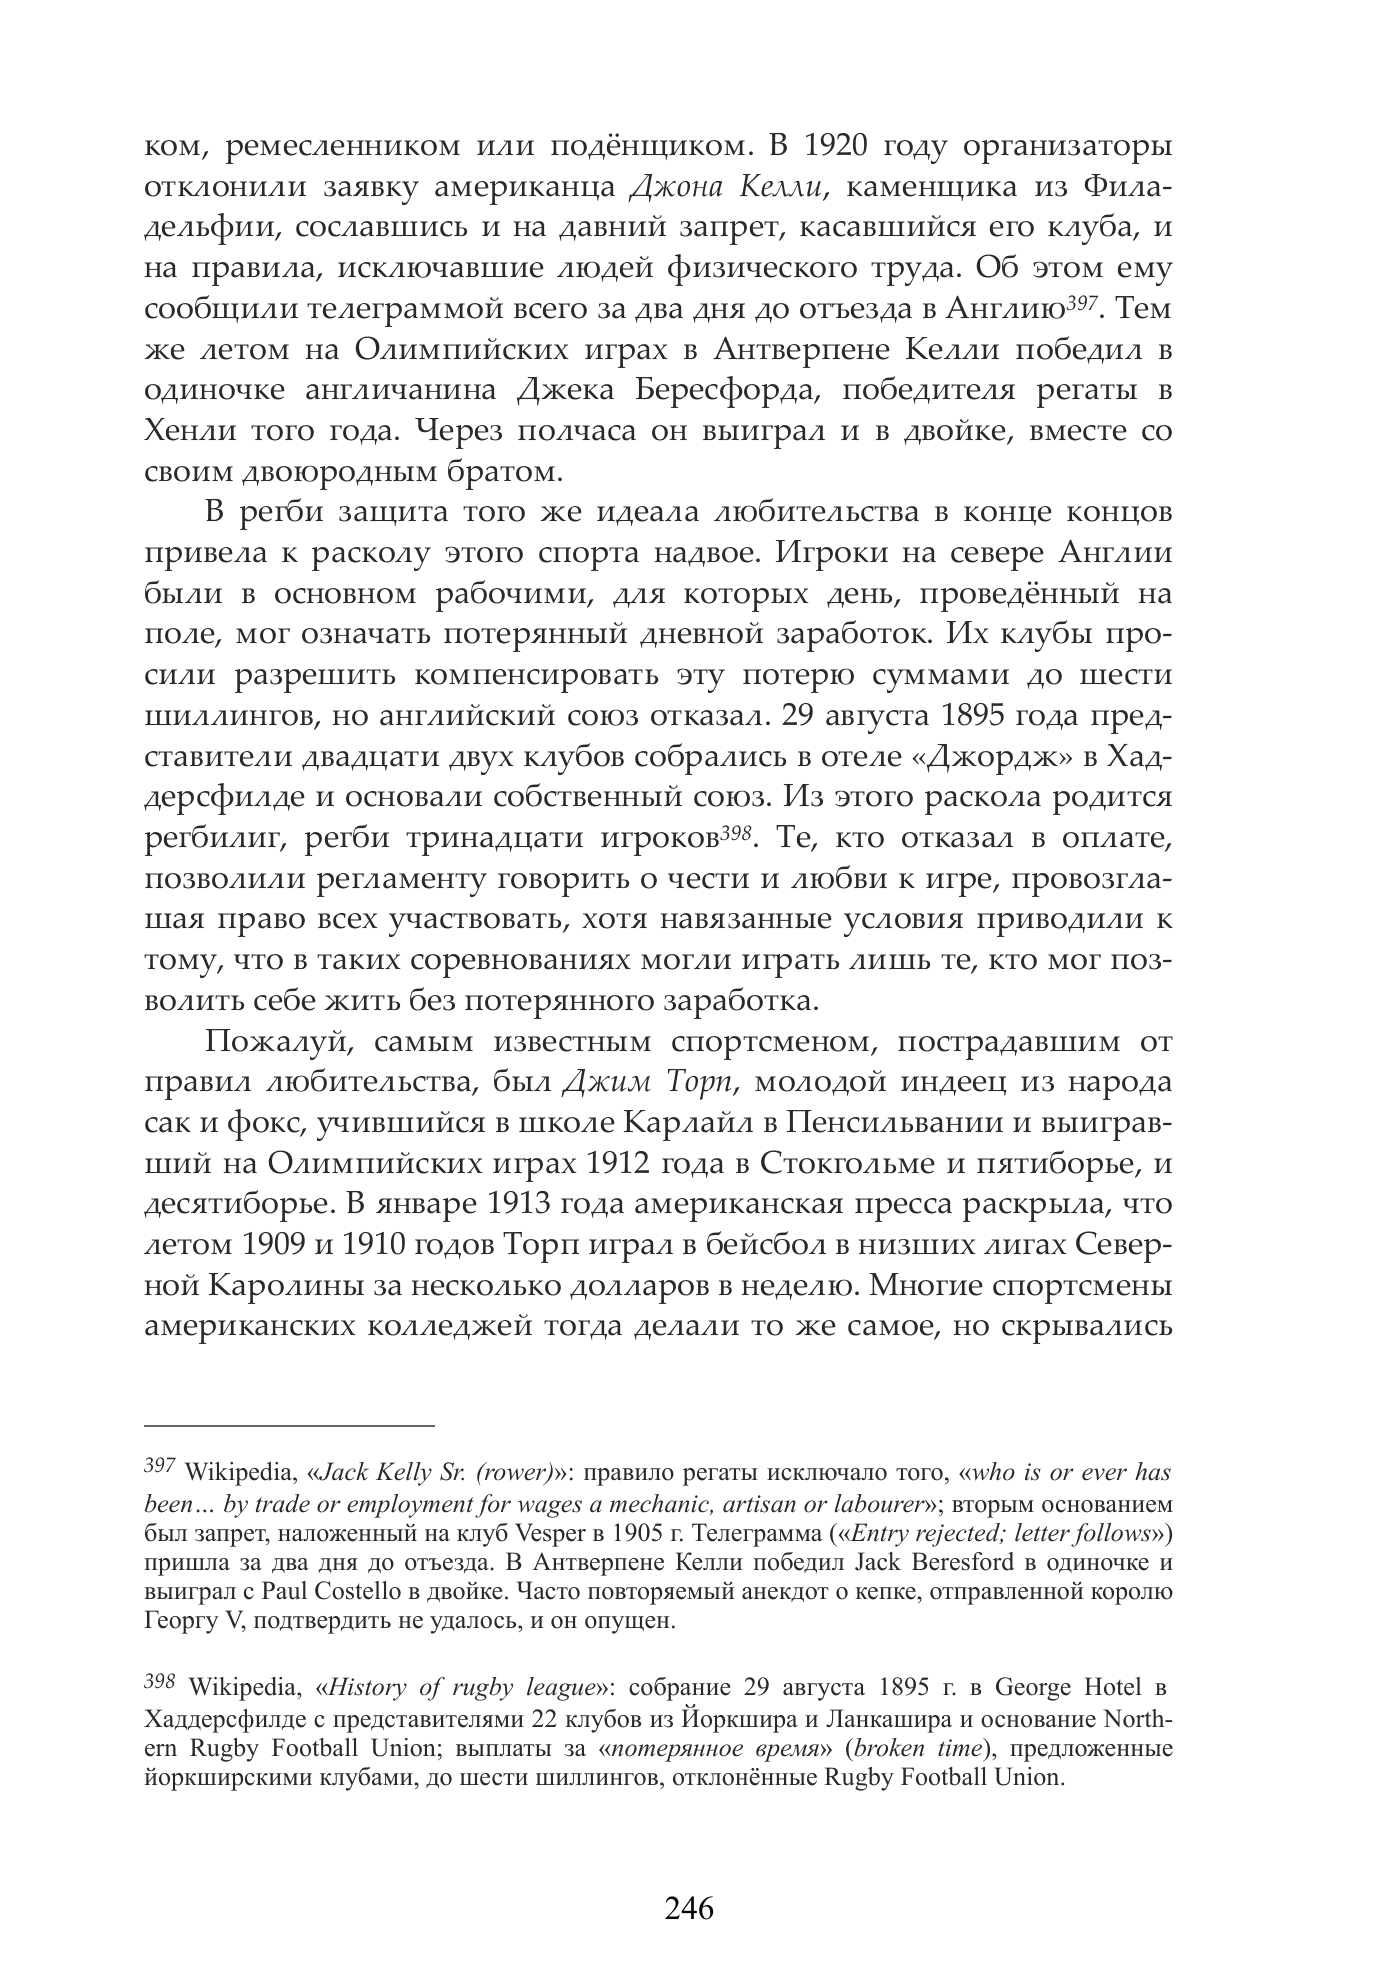 ком, ремесленником или подёнщиком. В 1920 году организаторы
отклонили заявку американца Джона Келли, каменщика из Фила-
дельфии, сославшись и на давний запрет, касавшийся его клуба, и
на правила, исключавшие людей физического труда. Об этом ему
сообщили телеграммой всего за два дня до отъезда в Англию397. Тем
же летом на Олимпийских играх в Антверпене Келли победил в
одиночке англичанина Джека Бересфорда, победителя регаты в
Хенли того года. Через полчаса он выиграл и в двойке, вместе со
своим двоюродным братом.
В регби защита того же идеала любительства в конце концов
привела к расколу этого спорта надвое. Игроки на севере Англии
были в основном рабочими, для которых день, проведённый на
поле, мог означать потерянный дневной заработок. Их клубы про-
сили разрешить компенсировать эту потерю суммами до шести
шиллингов, но английский союз отказал. 29 августа 1895 года пред-
ставители двадцати двух клубов собрались в отеле «Джордж» в Хад-
дерсфилде и основали собственный союз. Из этого раскола родится
регбилиг, регби тринадцати игроков398. Те, кто отказал в оплате,
позволили регламенту говорить о чести и любви к игре, провозгла-
шая право всех участвовать, хотя навязанные условия приводили к
тому, что в таких соревнованиях могли играть лишь те, кто мог поз-
волить себе жить без потерянного заработка.
Пожалуй, самым известным спортсменом, пострадавшим от
правил любительства, был Джим Торп, молодой индеец из народа
сак и фокс, учившийся в школе Карлайл в Пенсильвании и выиграв-
ший на Олимпийских играх 1912 года в Стокгольме и пятиборье, и
десятиборье. В январе 1913 года американская пресса раскрыла, что
летом 1909 и 1910 годов Торп играл в бейсбол в низших лигах Север-
ной Каролины за несколько долларов в неделю. Многие спортсмены
американских колледжей тогда делали то же самое, но скрывались
397 Wikipedia, «Jack Kelly Sr. (rower)»: правило регаты исключало того, «who is or ever has
been… by trade or employment for wages a mechanic, artisan or labourer»; вторым основанием
был запрет, наложенный на клуб Vesper в 1905 г. Телеграмма («Entry rejected; letter follows»)
пришла за два дня до отъезда. В Антверпене Келли победил Jack Beresford в одиночке и
выиграл с Paul Costello в двойке. Часто повторяемый анекдот о кепке, отправленной королю
Георгу V, подтвердить не удалось, и он опущен.
398 Wikipedia, «History of rugby league»: собрание 29 августа 1895 г. в George Hotel в
Хаддерсфилде с представителями 22 клубов из Йоркшира и Ланкашира и основание North-
ern Rugby Football Union; выплаты за «потерянное время» (broken time), предложенные
йоркширскими клубами, до шести шиллингов, отклонённые Rugby Football Union.
246